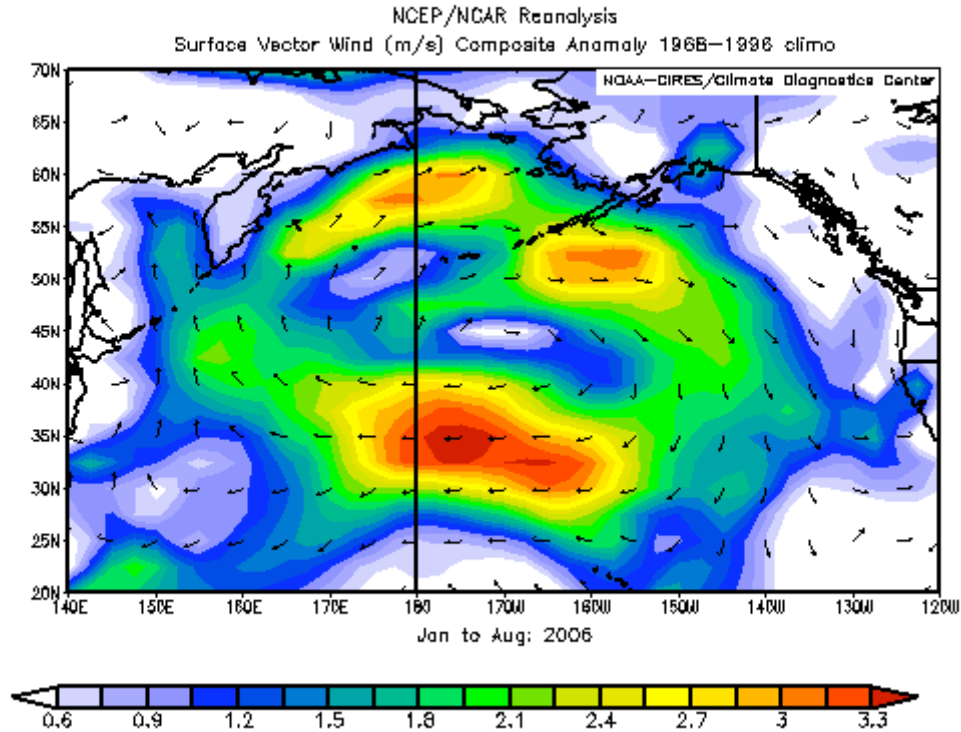 NCEP/NCAR Reanalysis
Surface Vector Wind (m/s) Composite Anomaly 1968–1996 climo
NOAA–CIRES/Climate Diagnostics Center
70N
65N
60N
55N
50N
45N
40N
35N
30N
25N
20N
140E 150E 160E 170E 180 170W 160W 150W 140W 130W 120W
Jan to Aug: 2006
0.6 0.9 1.2 1.5 1.8 2.1 2.4 2.7 3 3.3